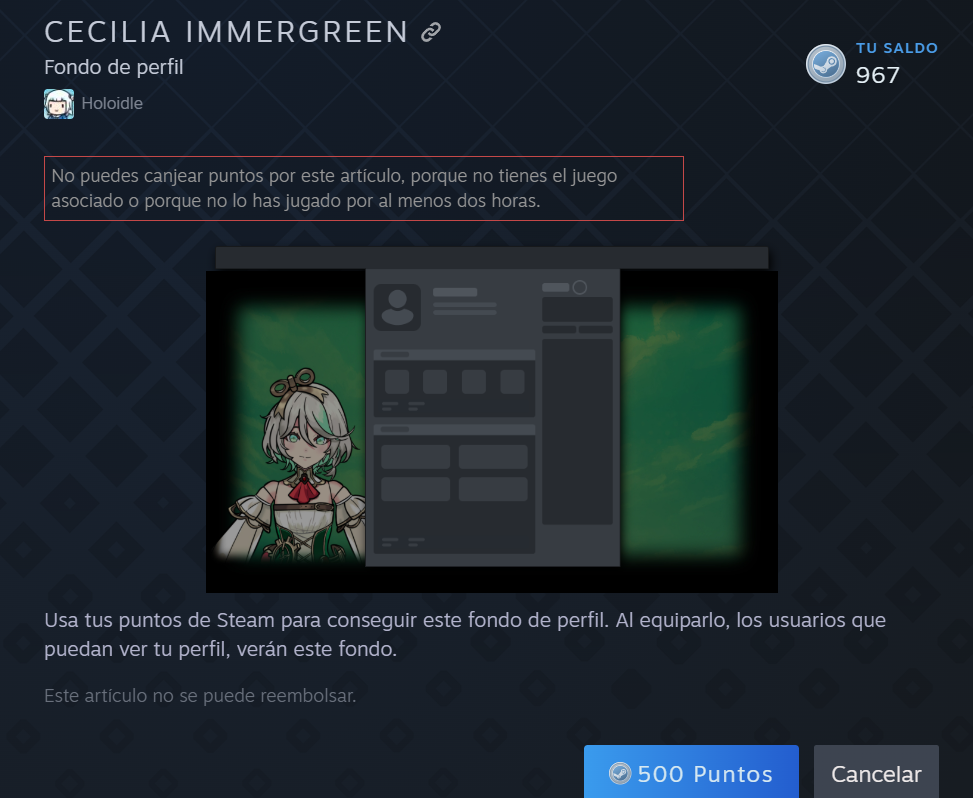 CECILIA IMMERGREEN
Fondo de perfil
Holoidle
TU SALDO
967
No puedes canjear puntos por este artículo, porque no tienes el juego
asociado o porque no lo has jugado por al menos dos horas.
Usa tus puntos de Steam para conseguir este fondo de perfil. Al equiparlo, los usuarios que
puedan ver tu perfil, verán este fondo.
Este artículo no se puede reembolsar.
500 Puntos
Cancelar